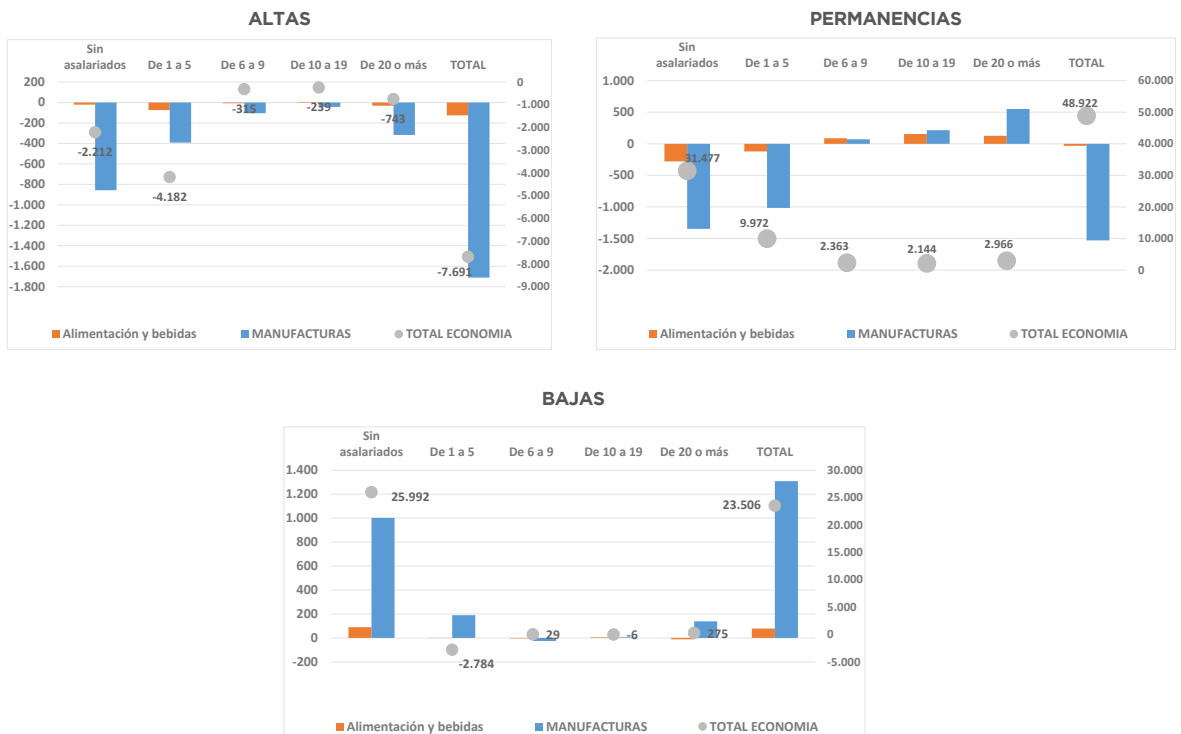 ALTAS
Sin asalariados De 1 a 5 De 6 a 9 De 10 a 19 De 20 o más TOTAL
200 0
0 -1.000
-200 -2.000
-400 -3.000
-600 -4.000
-800 -5.000
-1.000 -6.000
-1.200 -7.000
-1.400 -8.000
-1.600 -9.000
-1.800
-2.212 -4.182 -315 -239 -743 -7.691
Alimentación y bebidas MANUFACTURAS TOTAL ECONOMIA
PERMANENCIAS
Sin asalariados De 1 a 5 De 6 a 9 De 10 a 19 De 20 o más TOTAL
1.000 60.000
500 50.000
0 40.000
-500 30.000
-1.000 20.000
-1.500 10.000
-2.000 0
31.477 9.972 2.363 2.144 2.966 48.922
Alimentación y bebidas MANUFACTURAS TOTAL ECONOMIA
BAJAS
Sin asalariados De 1 a 5 De 6 a 9 De 10 a 19 De 20 o más TOTAL
1.400 30.000
1.200 25.000
1.000 20.000
800 15.000
600 10.000
400 5.000
200 0
0 -5.000
-200
25.992 -2.784 29 -6 275 23.506
Alimentación y bebidas MANUFACTURAS TOTAL ECONOMIA